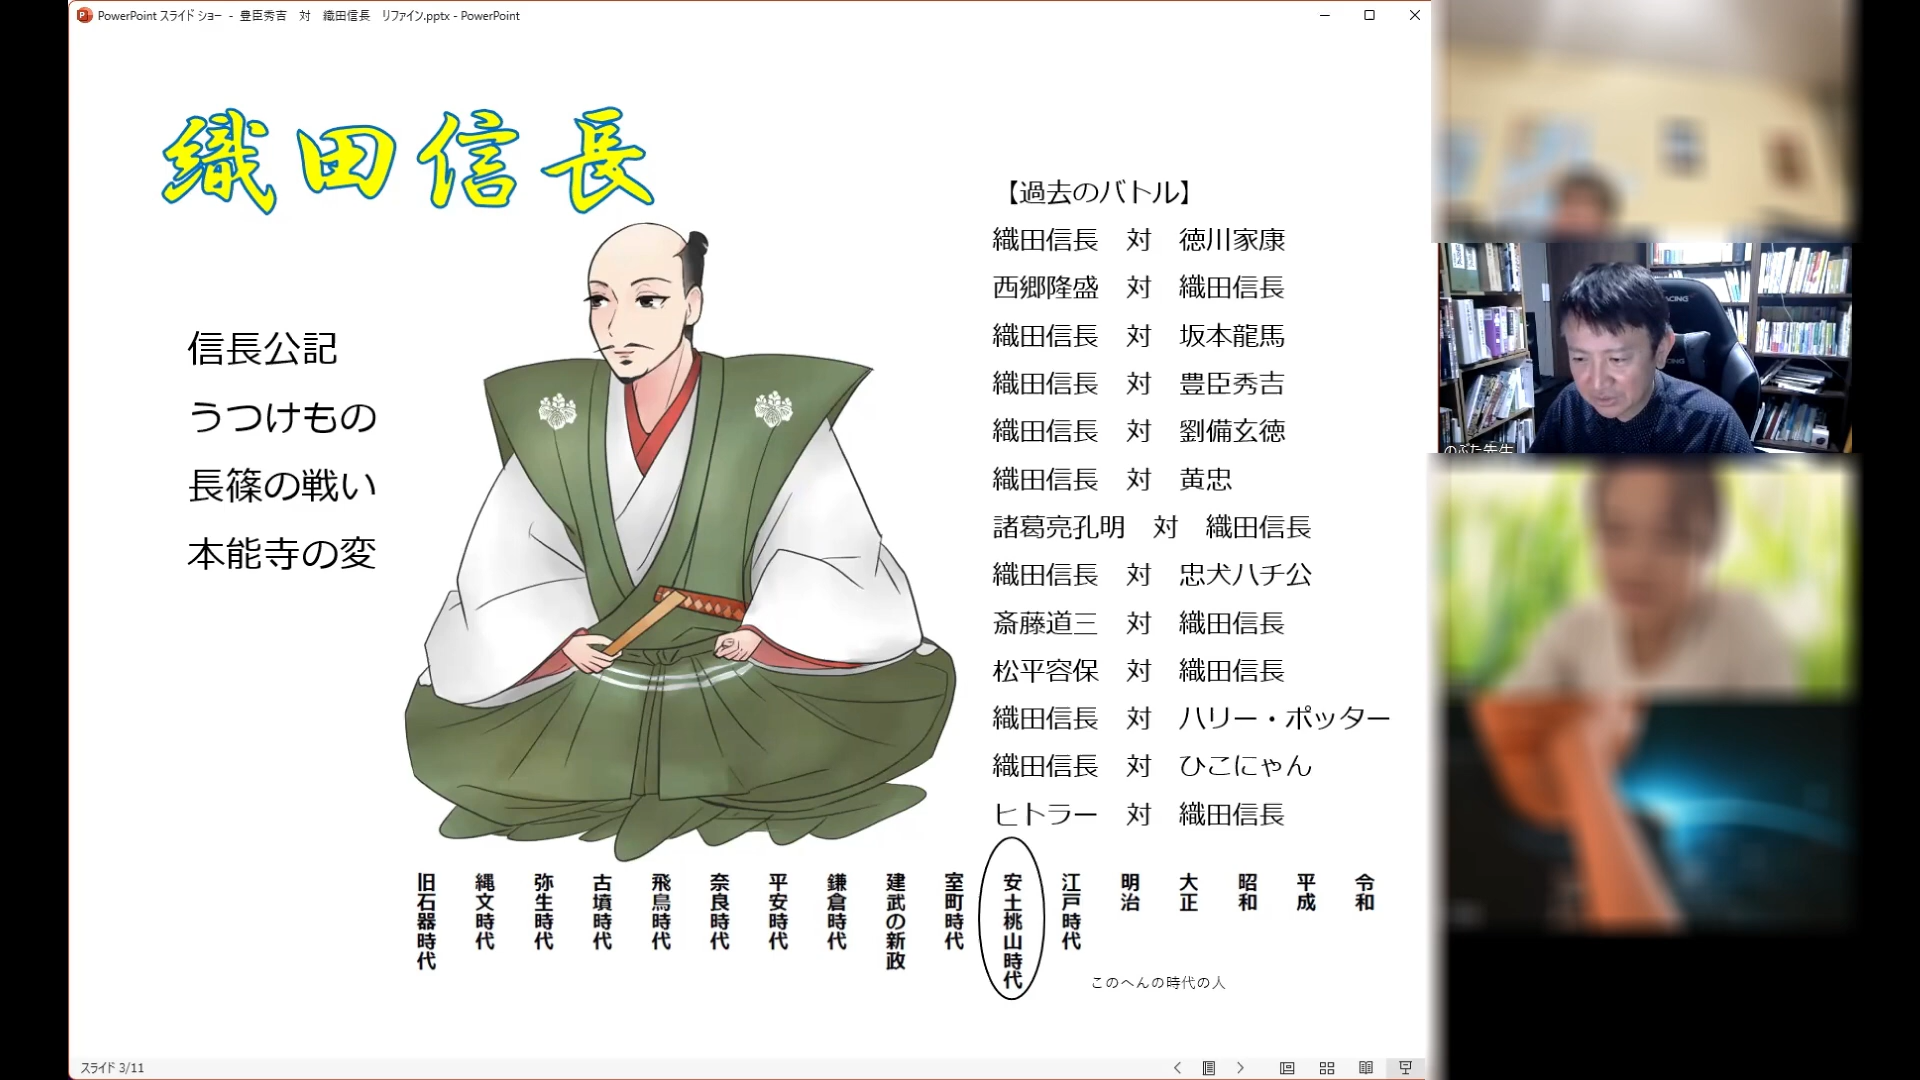 PowerPoint スライド ショー - 豊臣秀吉　対　織田信長　リファイン.pptx - PowerPoint
織田信長
信長公記
うつけもの
長篠の戦い
本能寺の変
【過去のバトル】
織田信長　対　徳川家康
西郷隆盛　対　織田信長
織田信長　対　坂本龍馬
織田信長　対　豊臣秀吉
織田信長　対　劉備玄徳
織田信長　対　黄忠
諸葛亮孔明　対　織田信長
織田信長　対　忠犬ハチ公
斎藤道三　対　織田信長
松平容保　対　織田信長
織田信長　対　ハリー・ポッター
織田信長　対　ひこにゃん
ヒトラー　対　織田信長
旧石器時代
縄文時代
弥生時代
古墳時代
飛鳥時代
奈良時代
平安時代
鎌倉時代
建武の新政
室町時代
安土桃山時代
江戸時代
明治
大正
昭和
平成
令和
このへんの時代の人
スライド 3/11
のぶた先生